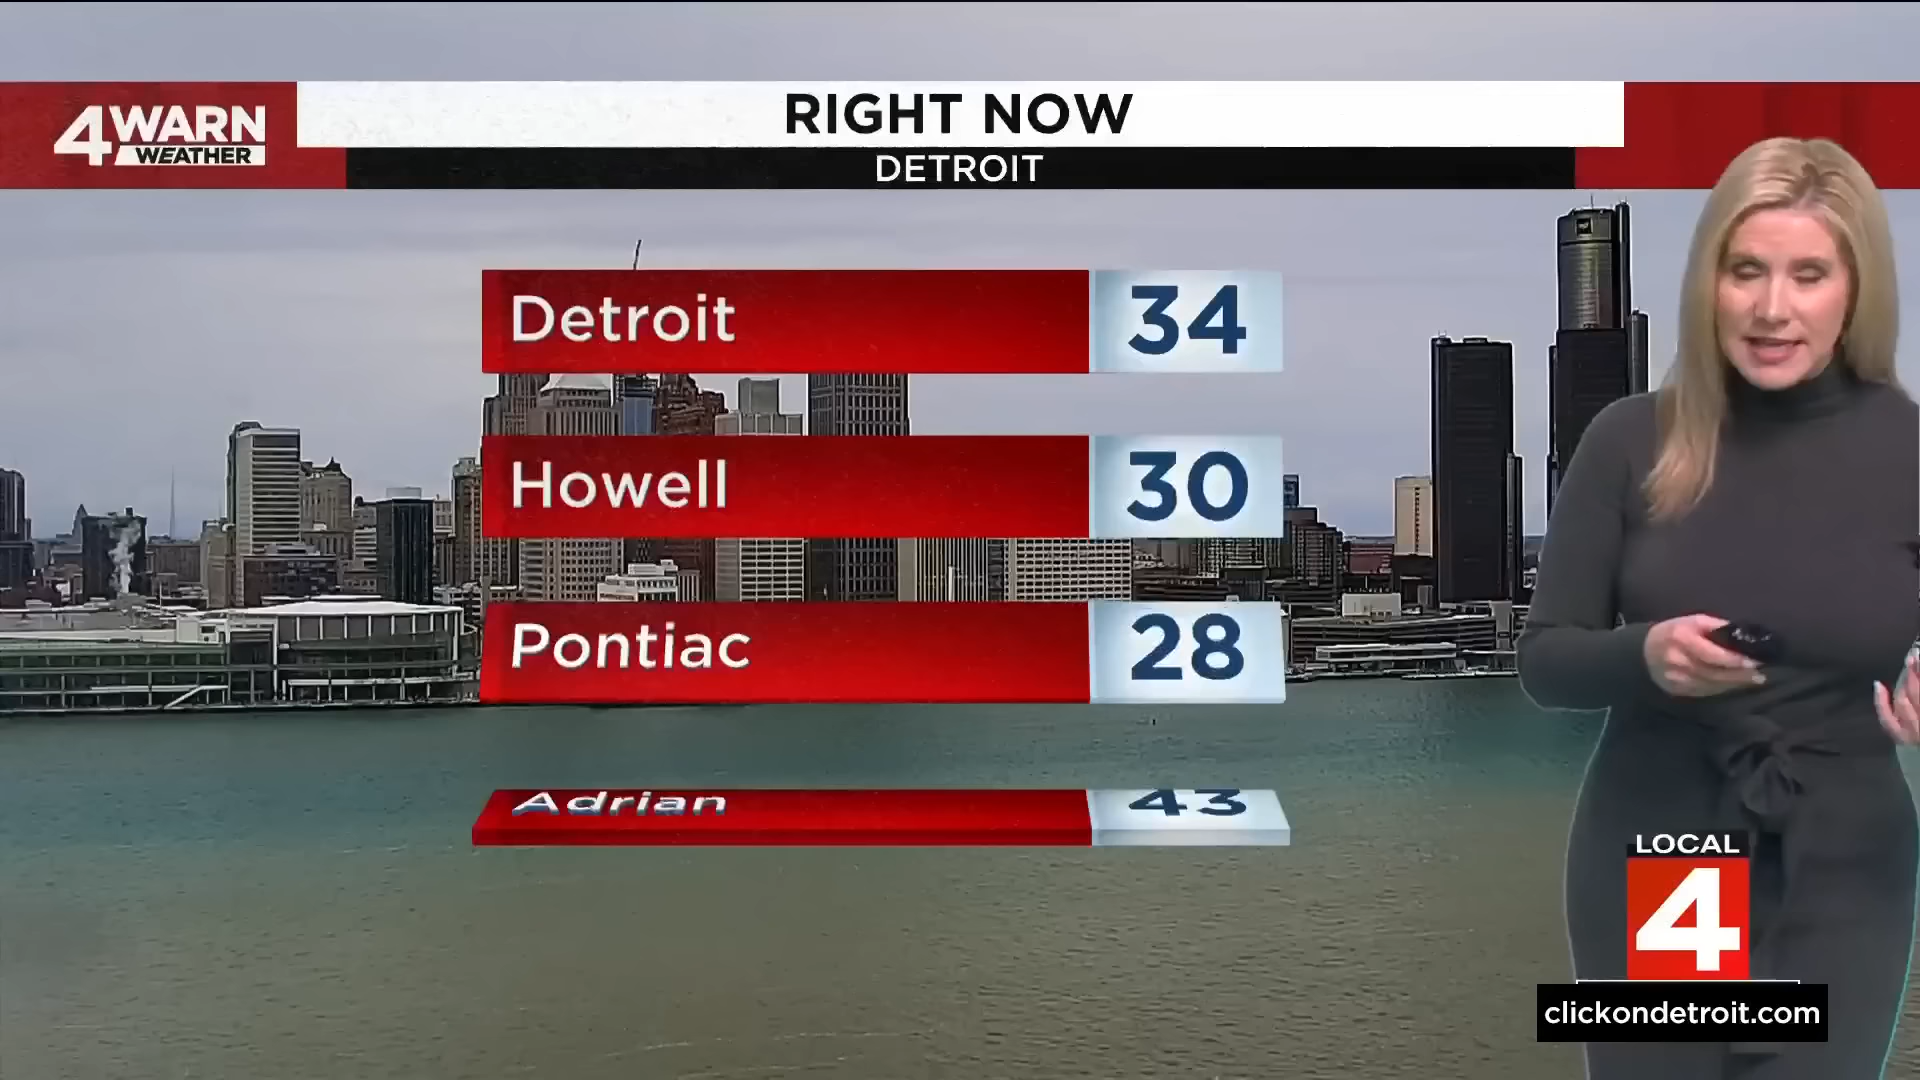 4WARN
WEATHER
RIGHT NOW
DETROIT
Detroit 34
Howell 30
Pontiac 28
Adrian 43
LOCAL
4
clickondetroit.com